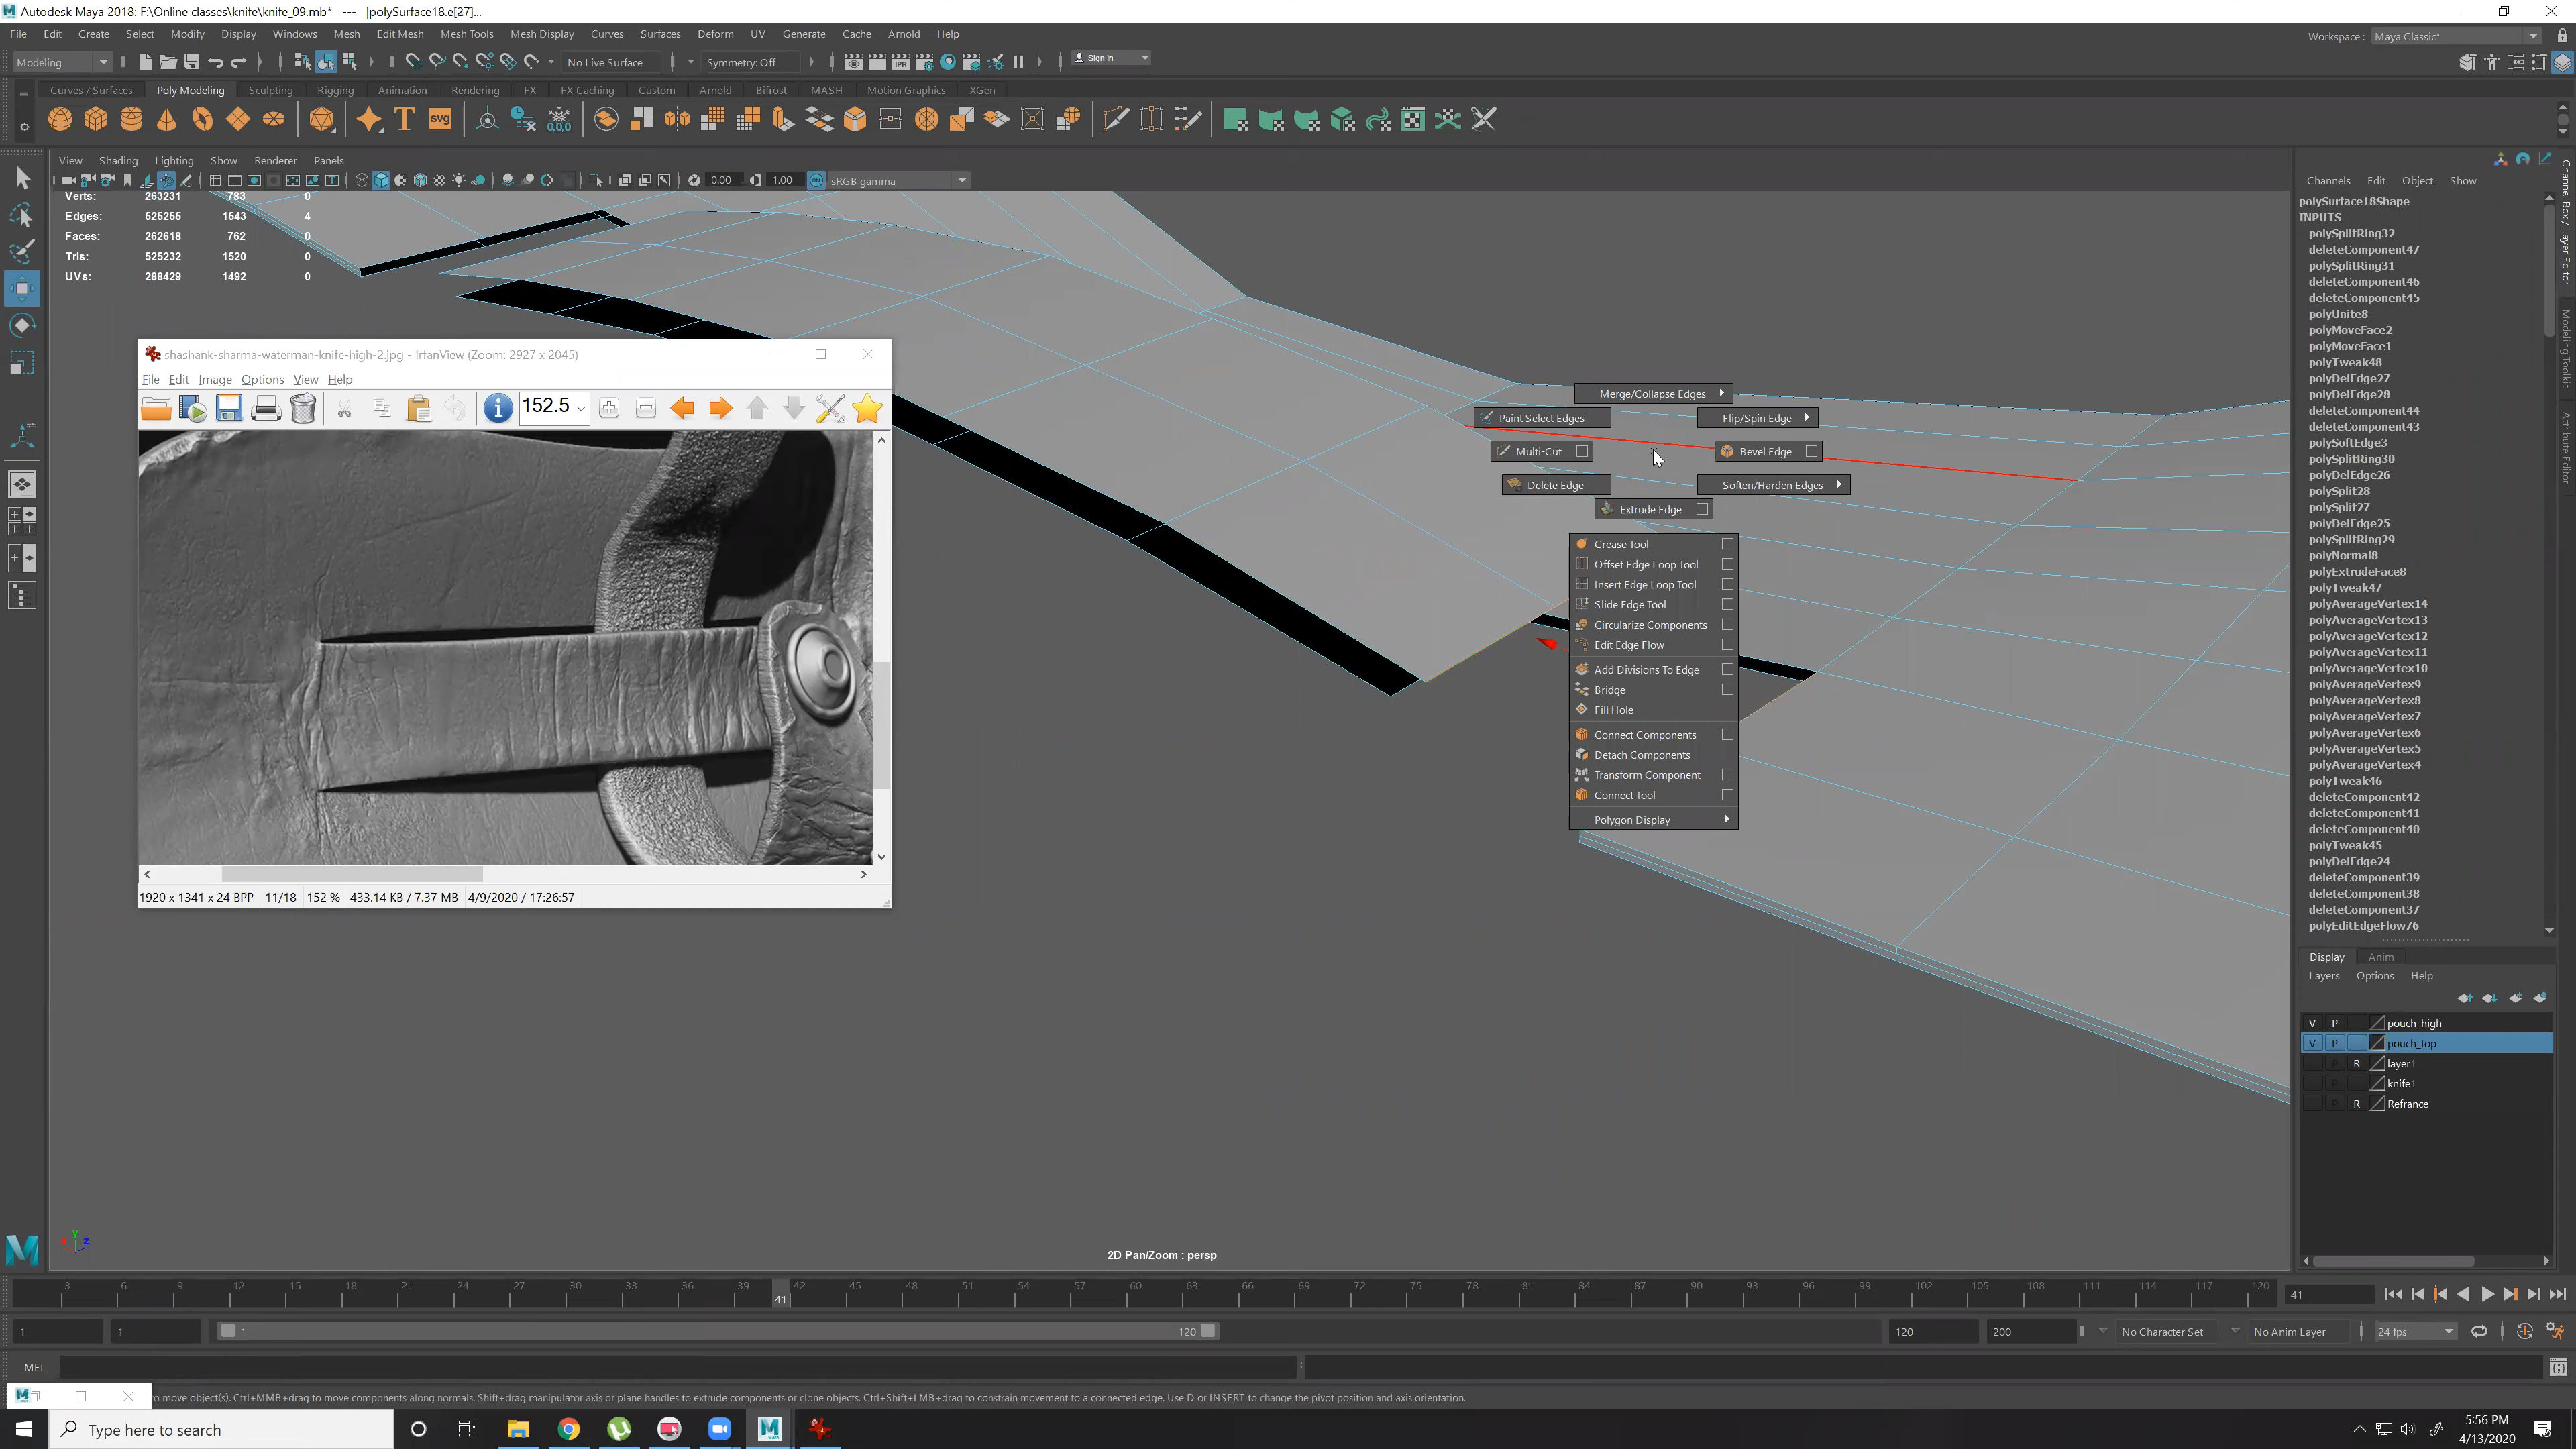 Autodesk Maya 2018: F:\Online classes\knife\knife_09.mb* --- |polySurface18.e[27]...
File Edit Create Select Modify Display Windows Mesh Edit Mesh Mesh Tools Mesh Display Curves Surfaces Deform UV Generate Cache Arnold Help
Workspace : Maya Classic*
Modeling No Live Surface Symmetry: Off Sign In
Curves / Surfaces Poly Modeling Sculpting Rigging Animation Rendering FX FX Caching Custom Arnold Bifrost MASH Motion Graphics XGen
View Shading Lighting Show Renderer Panels
0.00 1.00 sRGB gamma
Verts: 263231 783 0
Edges: 525255 1543 4
Faces: 262618 762 0
Tris: 525232 1520 0
UVs: 288429 1492 0
shashank-sharma-waterman-knife-high-2.jpg - IrfanView (Zoom: 2927 x 2045)
File Edit Image Options View Help
152.5
1920 x 1341 x 24 BPP 11/18 152 % 433.14 KB / 7.37 MB 4/9/2020 / 17:26:57
Merge/Collapse Edges
Paint Select Edges
Flip/Spin Edge
Multi-Cut
Bevel Edge
Delete Edge
Soften/Harden Edges
Extrude Edge
Crease Tool
Offset Edge Loop Tool
Insert Edge Loop Tool
Slide Edge Tool
Circularize Components
Edit Edge Flow
Add Divisions To Edge
Bridge
Fill Hole
Connect Components
Detach Components
Transform Component
Connect Tool
Polygon Display
2D Pan/Zoom : persp
Channels Edit Object Show
polySurface18Shape
INPUTS
polySplitRing32
deleteComponent47
polySplitRing31
deleteComponent46
deleteComponent45
polyUnite8
polyMoveFace2
polyMoveFace1
polyTweak48
polyDelEdge27
polyDelEdge28
deleteComponent44
deleteComponent43
polySoftEdge3
polySplitRing30
polyDelEdge26
polySplit28
polySplit27
polyDelEdge25
polySplitRing29
polyNormal8
polyExtrudeFace8
polyTweak47
polyAverageVertex14
polyAverageVertex13
polyAverageVertex12
polyAverageVertex11
polyAverageVertex10
polyAverageVertex9
polyAverageVertex8
polyAverageVertex7
polyAverageVertex6
polyAverageVertex5
polyAverageVertex4
polyTweak46
deleteComponent42
deleteComponent41
deleteComponent40
polyTweak45
polyDelEdge24
deleteComponent39
deleteComponent38
deleteComponent37
polyEditEdgeFlow76
Channel Box / Layer Editor
Modeling Toolkit
Attribute Editor
Display Anim
Layers Options Help
V P pouch_high
V P pouch_top
P R layer1
P knife1
P R Refrance
3 6 9 12 15 18 21 24 27 30 33 36 39 42 45 48 51 54 57 60 63 66 69 72 75 78 81 84 87 90 93 96 99 102 105 108 111 114 117 120
41 41
1 1 1 120 120 200 No Character Set No Anim Layer 24 fps
MEL
o move object(s). Ctrl+MMB+drag to move components along normals. Shift+drag manipulator axis or plane handles to extrude components or clone objects. Ctrl+Shift+LMB+drag to constrain movement to a connected edge. Use D or INSERT to change the pivot position and axis orientation.
Type here to search
5:56 PM
4/13/2020